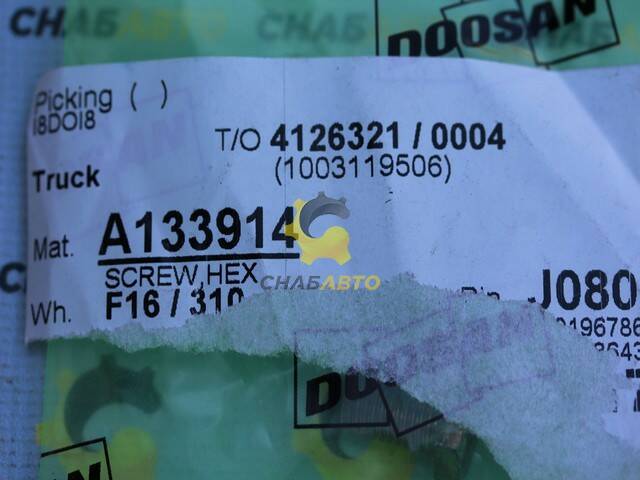 СНАБАВТО
DOOSAN
Picking ( )
I8DOI8
T/O 4126321 / 0004
(1003119506)
Truck
Mat. A133914
SCREW,HEX
СНАБАВТО
Wh. F16 / 310
J080
DOOSAN